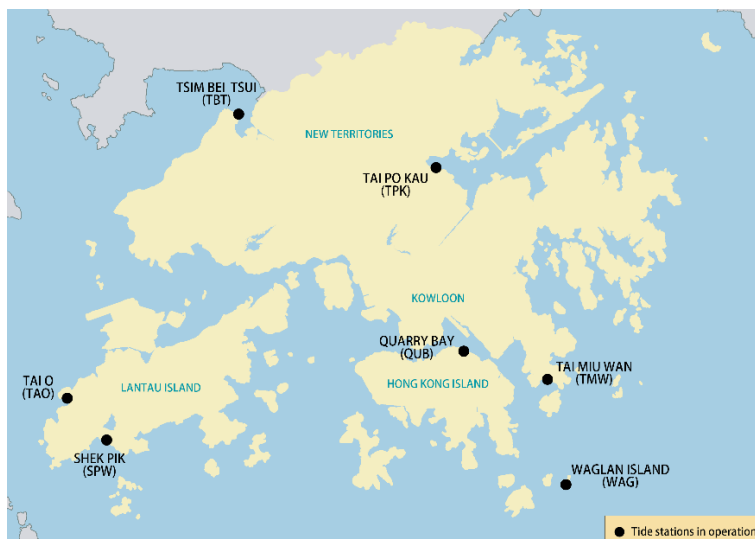 TSIM BEI TSUI
(TBT)
NEW TERRITORIES
TAI PO KAU
(TPK)
KOWLOON
QUARRY BAY
(QUB)
TAI MIU WAN
(TMW)
TAI O
(TAO)
LANTAU ISLAND
HONG KONG ISLAND
SHEK PIK
(SPW)
WAGLAN ISLAND
(WAG)
Tide stations in operation